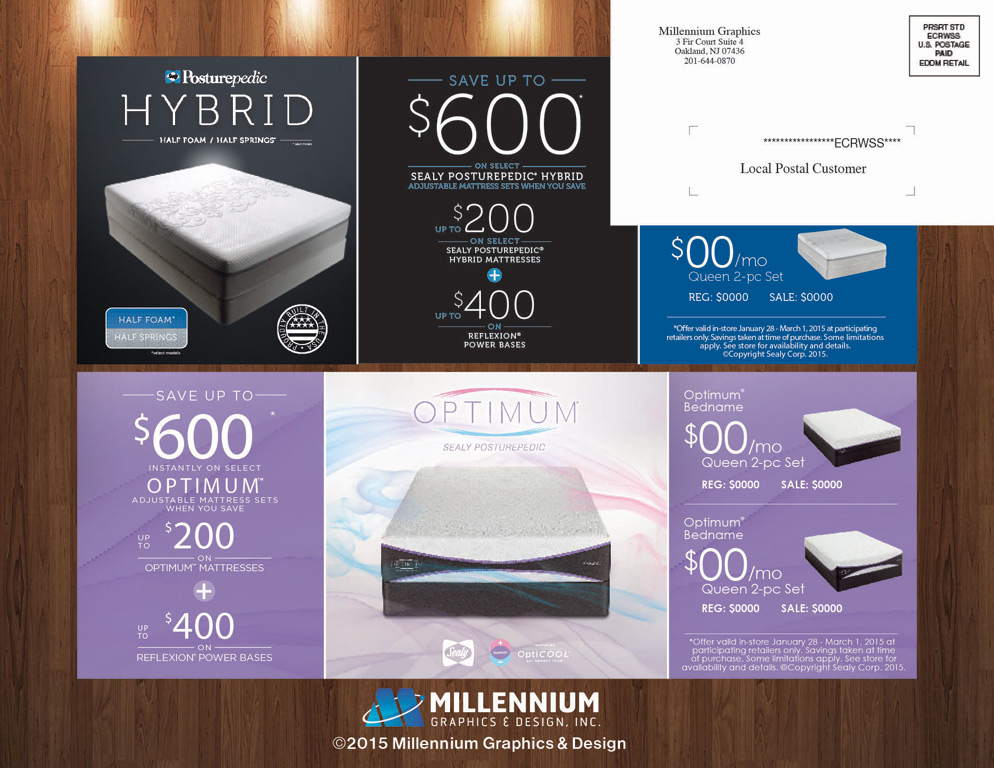 Posturepedic
HYBRID
HALF FOAM / HALF SPRINGS*
HALF FOAM*
HALF SPRINGS
*select models
PROUDLY BUILT IN THE USA
SAVE UP TO
$600*
ON SELECT
SEALY POSTUREPEDIC® HYBRID
ADJUSTABLE MATTRESS SETS WHEN YOU SAVE
UP TO $200
ON SELECT
SEALY POSTUREPEDIC®
HYBRID MATTRESSES
+
UP TO $400
ON
REFLEXION®
POWER BASES
Millennium Graphics
3 Fir Court Suite 4
Oakland, NJ 07436
201-644-0870
PRSRT STD
ECRWSS
U.S. POSTAGE
PAID
EDDM RETAIL
*****************ECRWSS****
Local Postal Customer
$00/mo
Queen 2-pc Set
REG: $0000 SALE: $0000
*Offer valid in-store January 28 - March 1, 2015 at participating
retailers only. Savings taken at time of purchase. Some limitations
apply. See store for availability and details.
©Copyright Sealy Corp. 2015.
SAVE UP TO
$600*
INSTANTLY ON SELECT
OPTIMUM™
ADJUSTABLE MATTRESS SETS
WHEN YOU SAVE
UP TO $200
ON
OPTIMUM™ MATTRESSES
+
UP TO $400
ON
REFLEXION® POWER BASES
OPTIMUM
SEALY POSTUREPEDIC
Sealy
OptiCOOL
Optimum®
Bedname
$00/mo
Queen 2-pc Set
REG: $0000 SALE: $0000
Optimum®
Bedname
$00/mo
Queen 2-pc Set
REG: $0000 SALE: $0000
*Offer valid in-store January 28 - March 1, 2015 at
participating retailers only. Savings taken at time
of purchase. Some limitations apply. See store for
availability and details. ©Copyright Sealy Corp. 2015.
MILLENNIUM
GRAPHICS & DESIGN, INC.
©2015 Millennium Graphics & Design